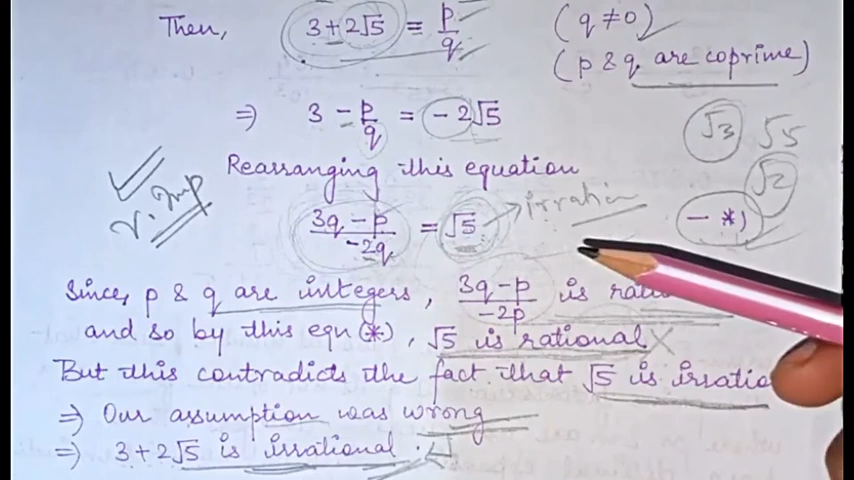 Then, 3 + 2√5 = p/q (q ≠ 0)
(p & q are coprime)
⇒ 3 - p/q = -2√5
√3 √5
√2
Rearranging this equation
V. Imp
(3q - p)/(-2q) = √5 → irration - *)
Since, p & q are integers, (3q - p)/(-2p) is
and so by this eqn (*), √5 is rational ×
But this contradicts the fact that √5 is irratio
⇒ Our assumption was wrong
⇒ 3 + 2√5 is irrational.